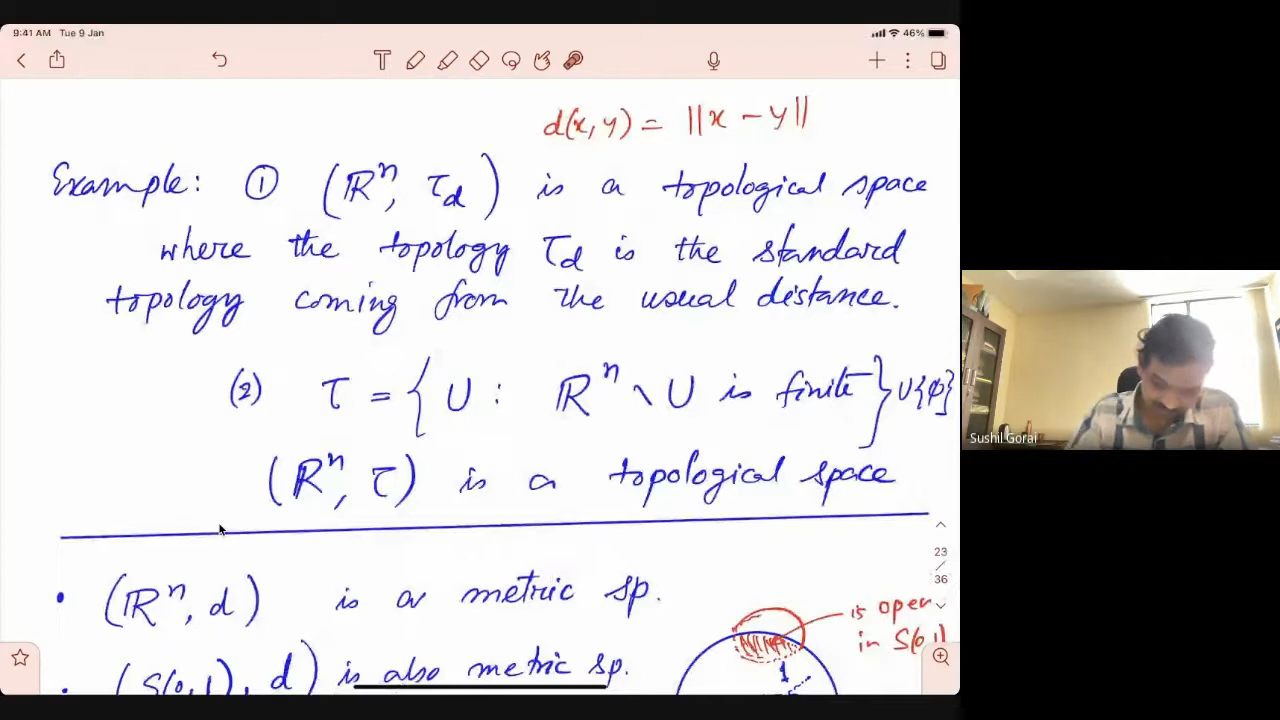 9:41 AM Tue 9 Jan
46%
d(x, y) = ||x - y||
Example: ① (ℝⁿ, τ_d) is a topological space
where the topology τ_d is the standard
topology coming from the usual distance.
(2) τ = { U : ℝⁿ \ U is finite } ∪ {φ}
(ℝⁿ, τ) is a topological space
Sushil Gorai
23
/
36
• (ℝⁿ, d) is a metric sp.
is open
in S(0,1)
1
• (S(0,1), d) is also metric sp.